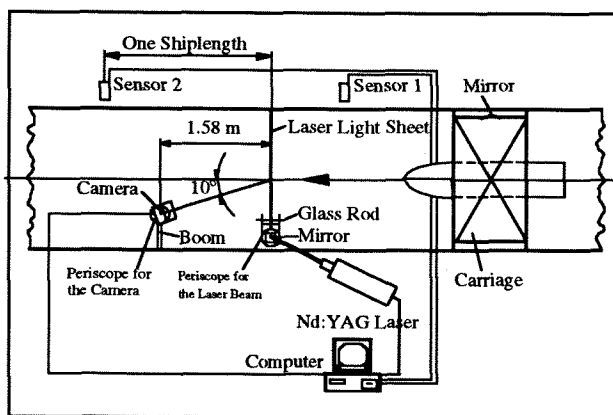 One Shiplength
Sensor 2
Sensor 1
Mirror
1.58 m
Laser Light Sheet
Camera
10°
Glass Rod
Mirror
Boom
Periscope for
the Camera
Periscope for
the Laser Beam
Carriage
Nd:YAG Laser
Computer